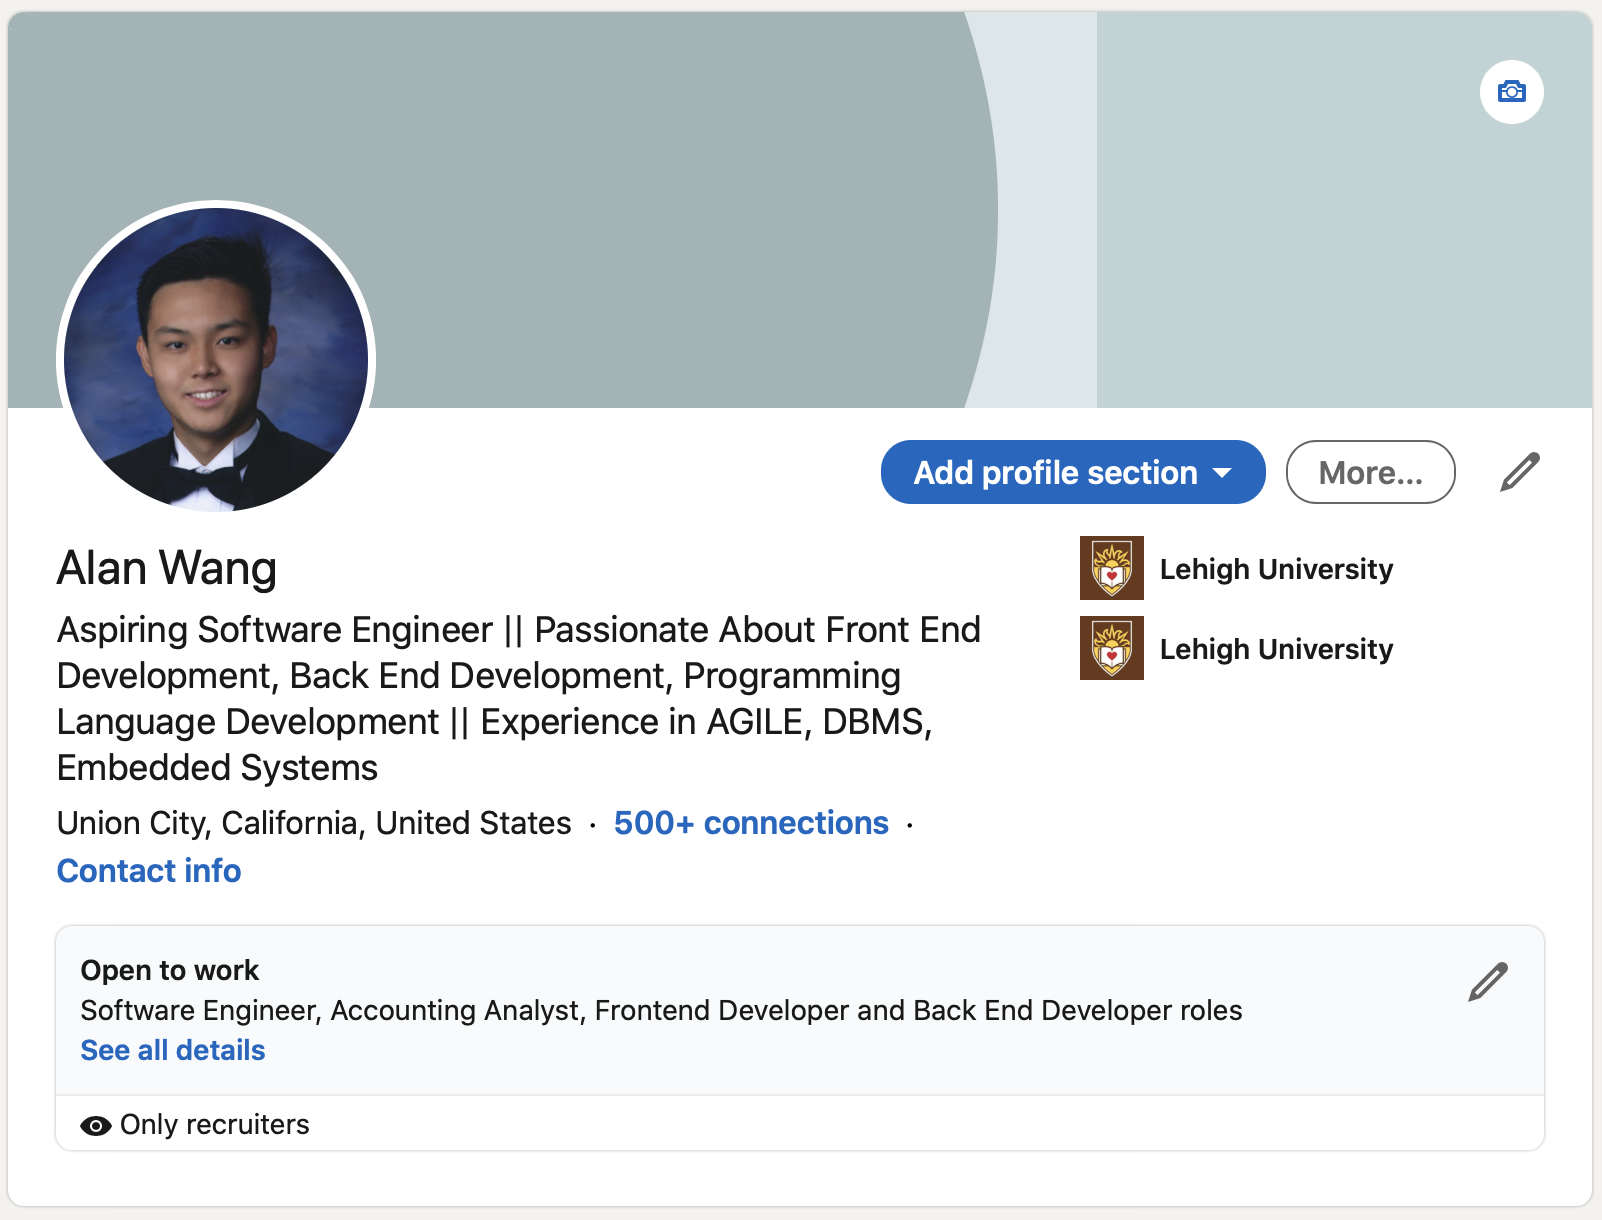 Add profile section
More...
Alan Wang
Lehigh University
Lehigh University
Aspiring Software Engineer || Passionate About Front End
Development, Back End Development, Programming
Language Development || Experience in AGILE, DBMS,
Embedded Systems
Union City, California, United States · 500+ connections ·
Contact info
Open to work
Software Engineer, Accounting Analyst, Frontend Developer and Back End Developer roles
See all details
Only recruiters